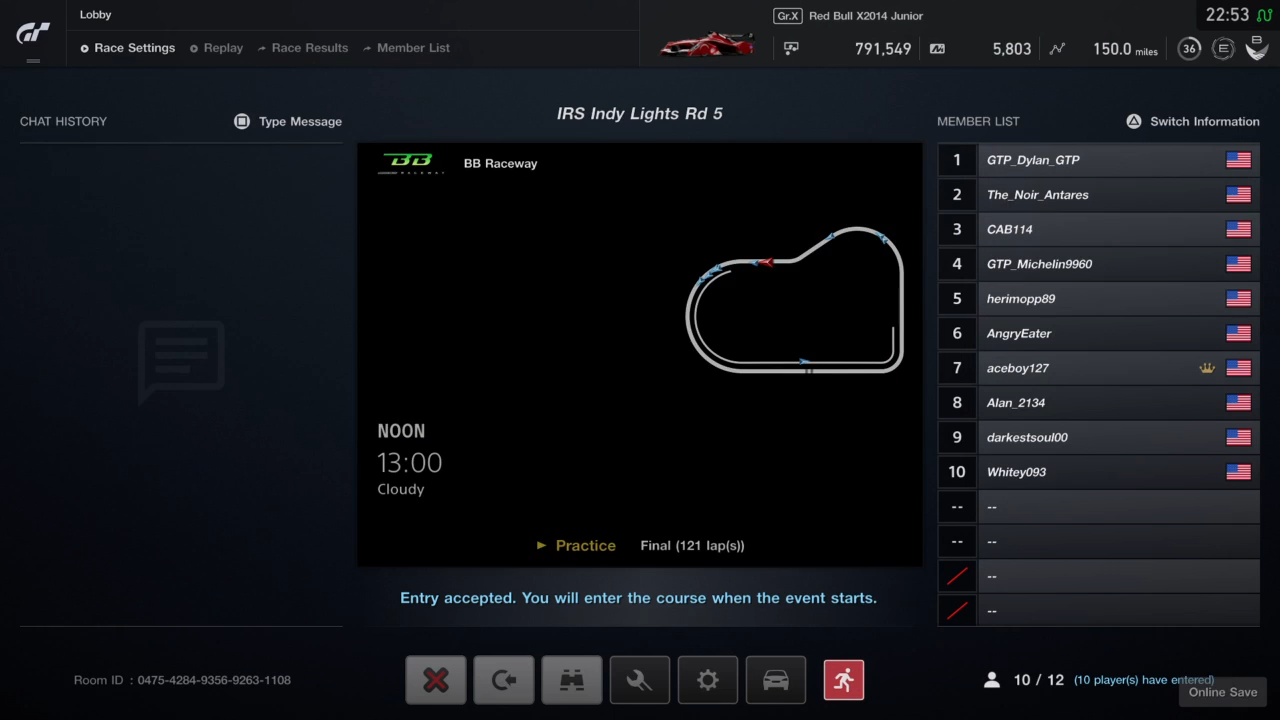 Lobby
Race Settings Replay Race Results Member List
Gr.X Red Bull X2014 Junior
22:53
791,549 5,803 150.0 miles 36 E B
CHAT HISTORY Type Message
IRS Indy Lights Rd 5
MEMBER LIST Switch Information
BB RACEWAY BB Raceway
1 GTP_Dylan_GTP
2 The_Noir_Antares
3 CAB114
4 GTP_Michelin9960
5 herimopp89
6 AngryEater
7 aceboy127
8 Alan_2134
9 darkestsoul00
10 Whitey093
-- --
-- --
--
--
NOON
13:00
Cloudy
Practice Final (121 lap(s))
Entry accepted. You will enter the course when the event starts.
Room ID : 0475-4284-9356-9263-1108
10 / 12 (10 player(s) have entered)
Online Save